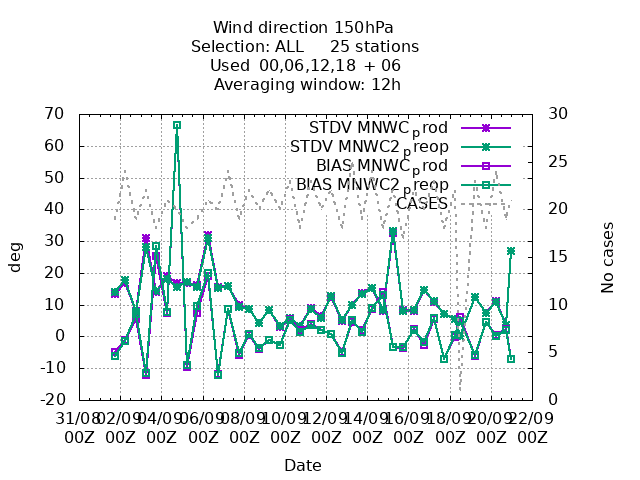 Wind direction 150hPa
Selection: ALL 25 stations
Used 00,06,12,18 + 06
Averaging window: 12h
70
60
50
40
30
20
10
0
-10
-20
deg
30
25
20
15
10
5
0
No cases
STDV MNWCprod
STDV MNWC2preop
BIAS MNWCprod
BIAS MNWC2preop
CASES
31/08 02/09 04/09 06/09 08/09 10/09 12/09 14/09 16/09 18/09 20/09 22/09
00Z 00Z 00Z 00Z 00Z 00Z 00Z 00Z 00Z 00Z 00Z 00Z
Date